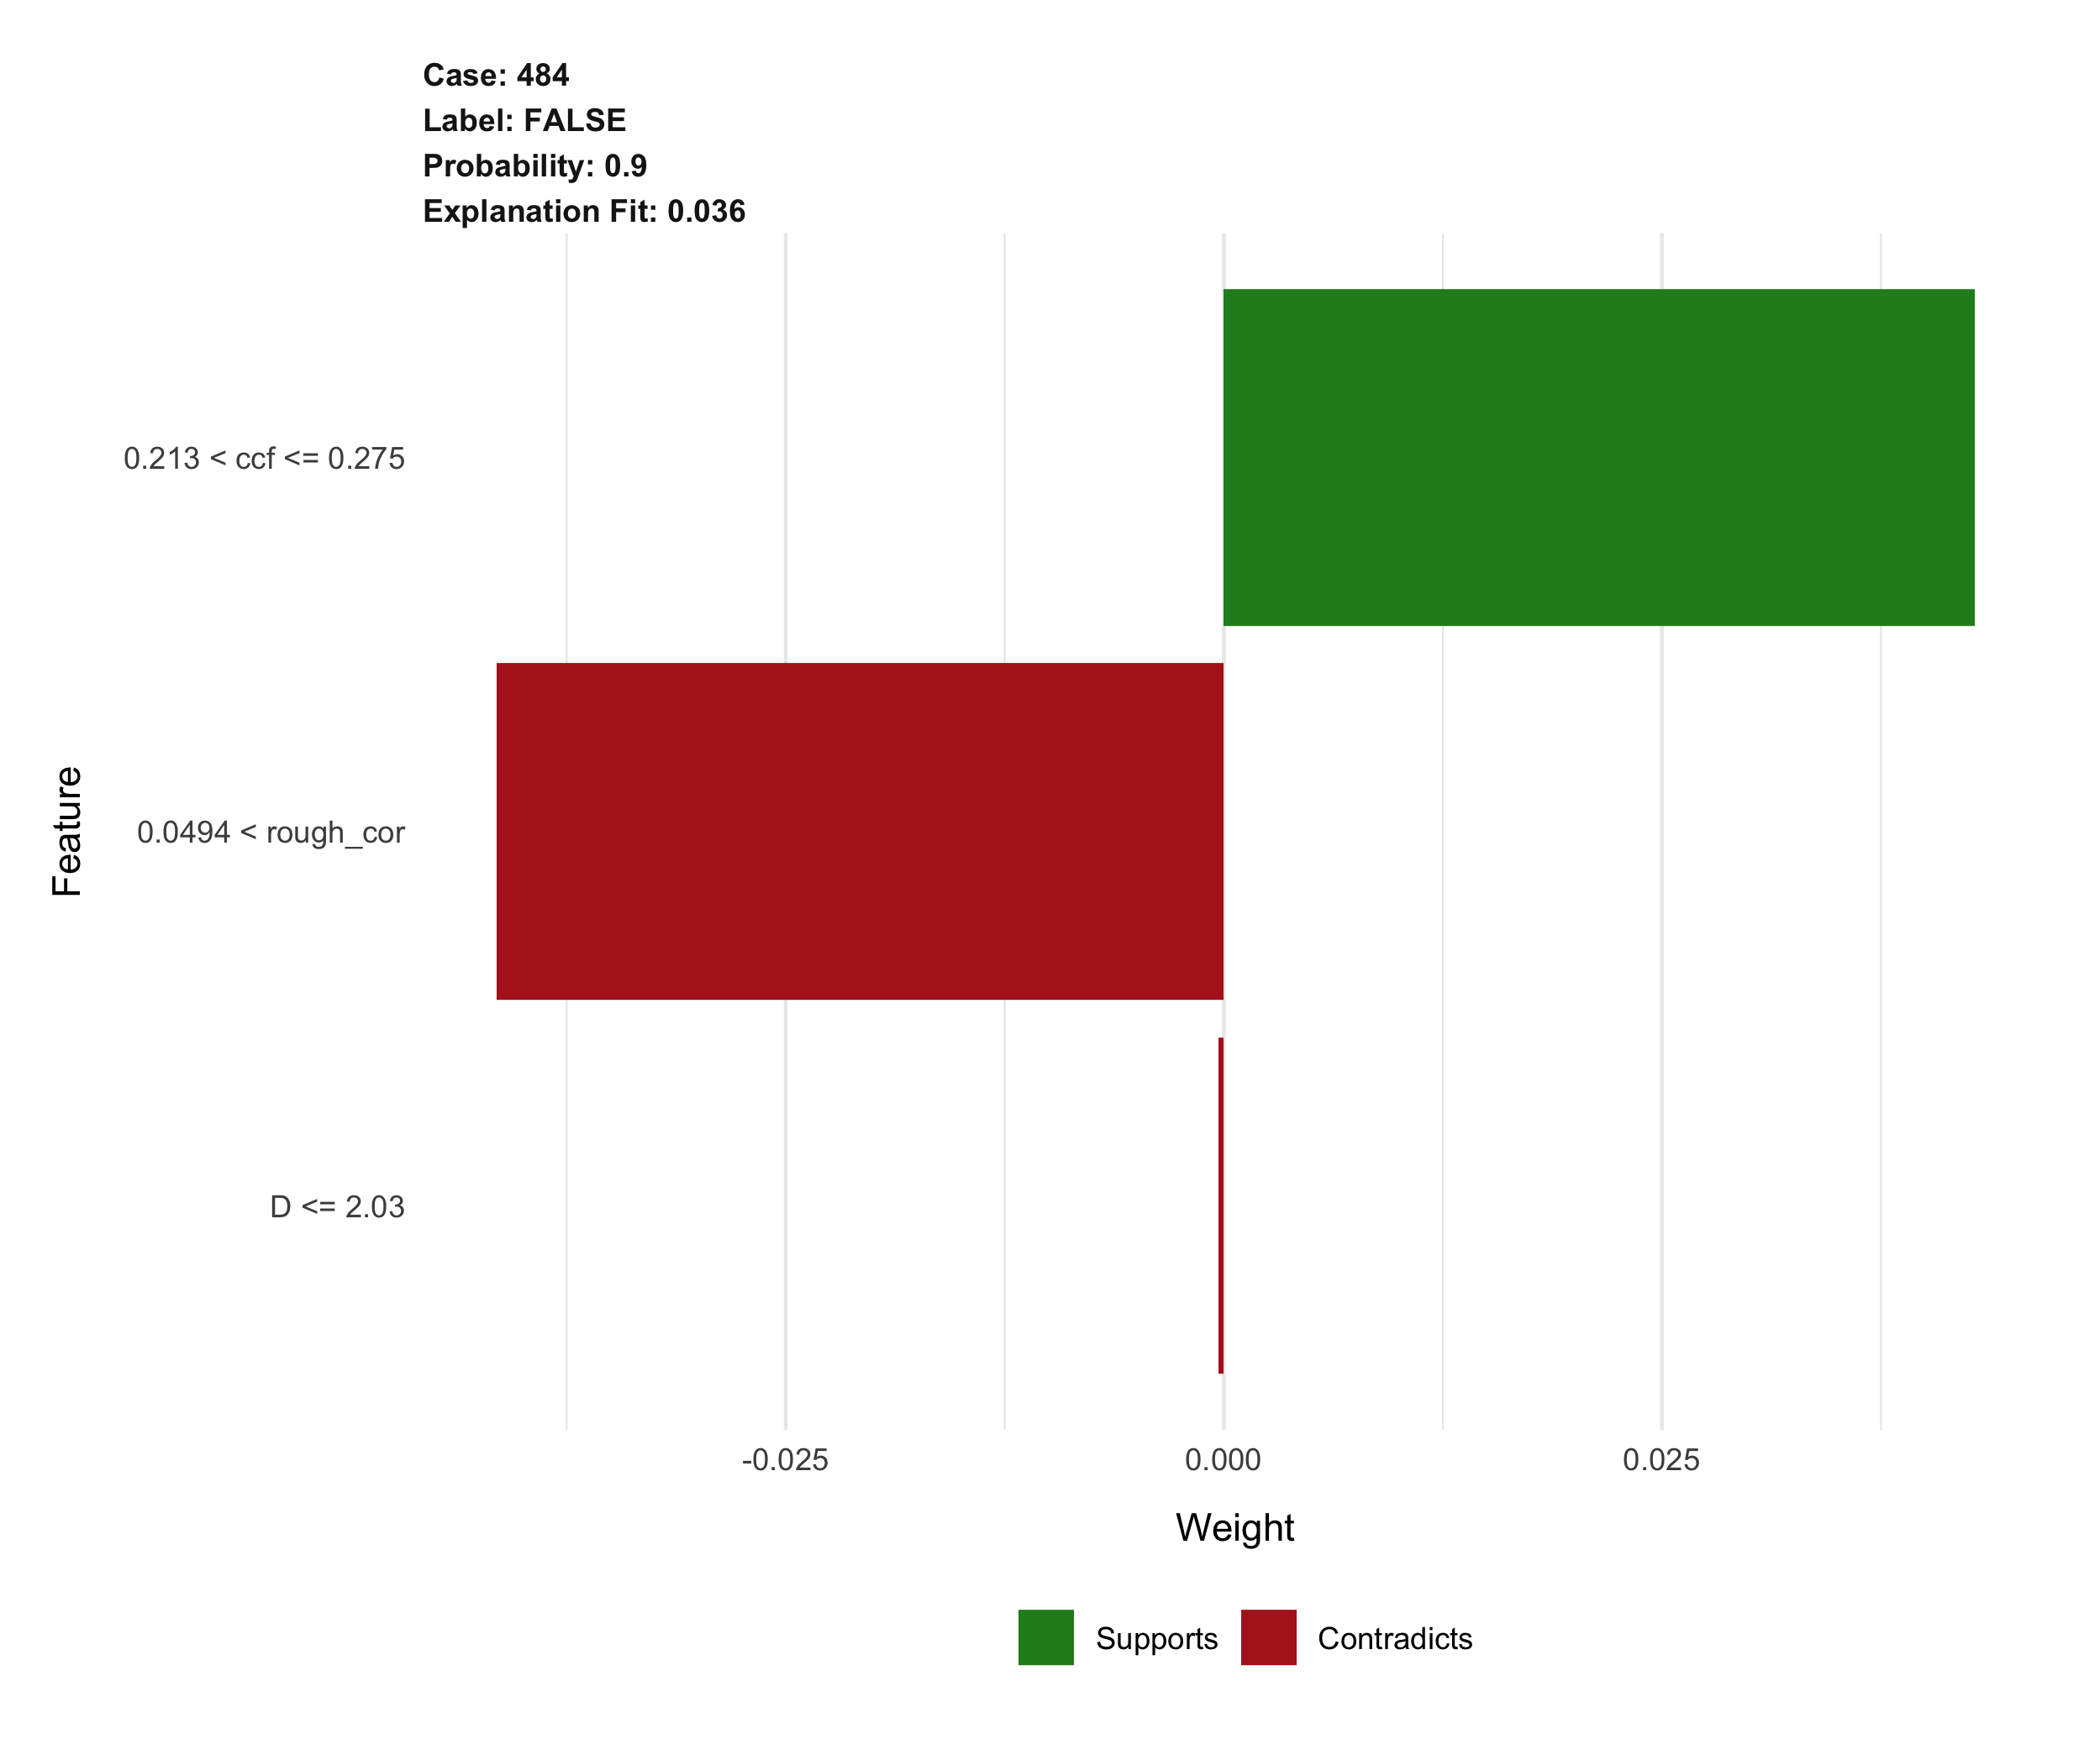 Case: 484
Label: FALSE
Probability: 0.9
Explanation Fit: 0.036
Feature
0.213 < ccf <= 0.275
0.0494 < rough_cor
D <= 2.03
-0.025
0.000
0.025
Weight
Supports
Contradicts